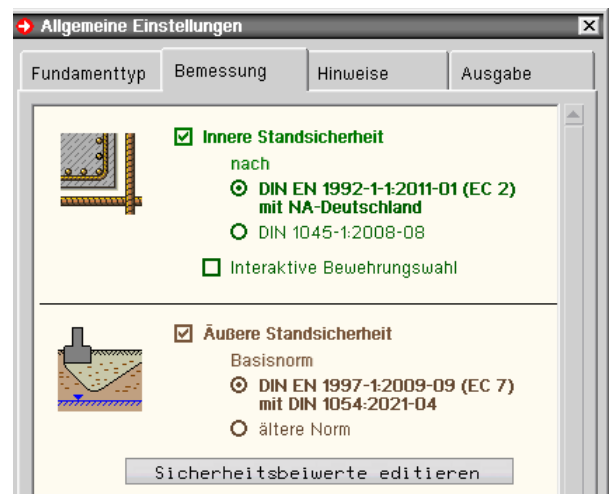 Allgemeine Einstellungen
Fundamenttyp Bemessung Hinweise Ausgabe
Innere Standsicherheit
nach
DIN EN 1992-1-1:2011-01 (EC 2)
mit NA-Deutschland
DIN 1045-1:2008-08
Interaktive Bewehrungswahl
Äußere Standsicherheit
Basisnorm
DIN EN 1997-1:2009-09 (EC 7)
mit DIN 1054:2021-04
ältere Norm
Sicherheitsbeiwerte editieren